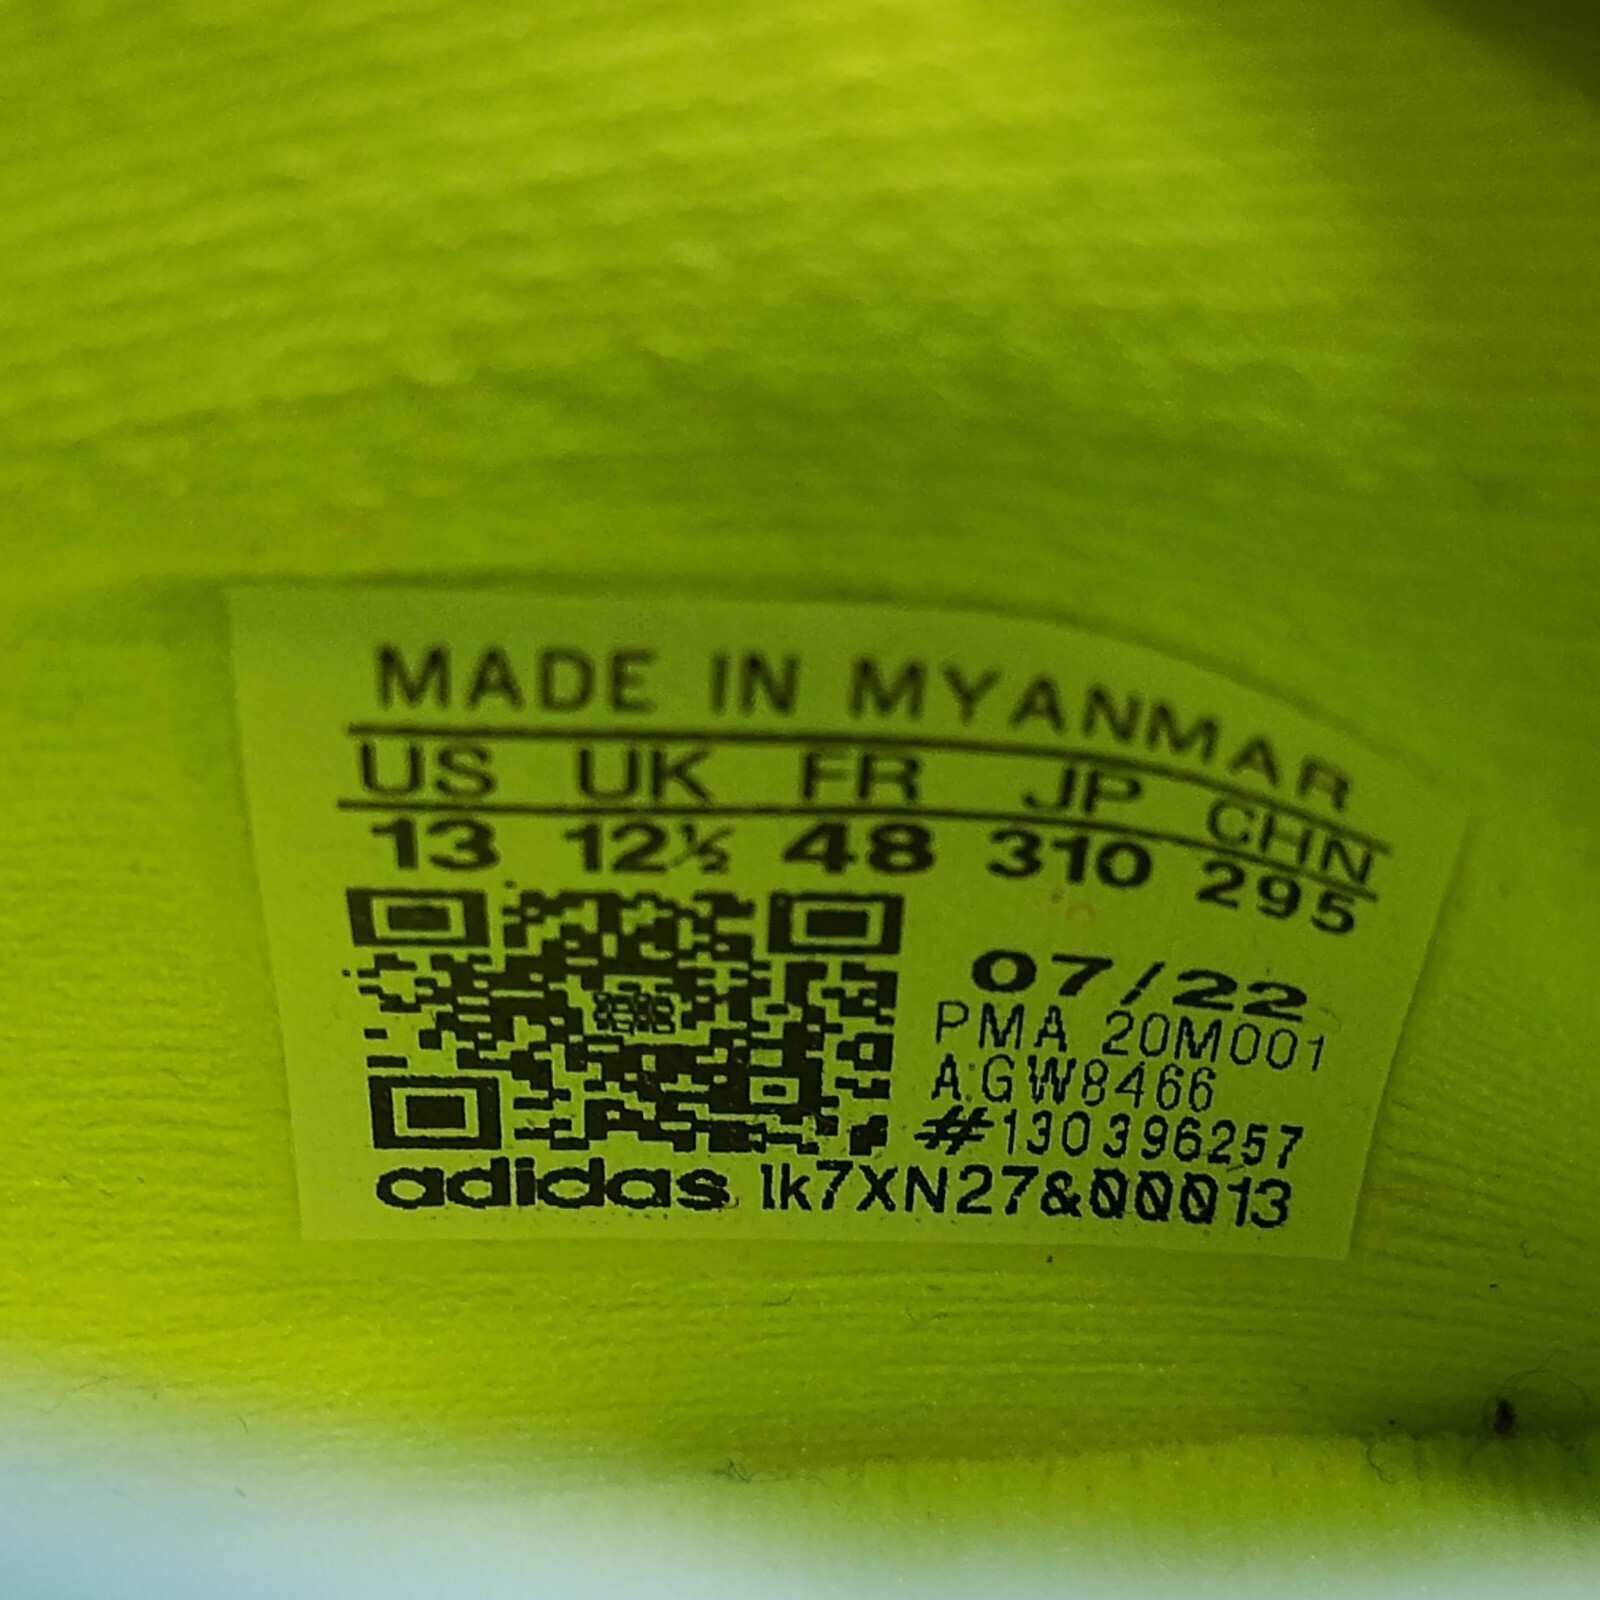 MADE IN MYANMAR
US UK FR JP CHN
13 12½ 48 310 295
07/22
PMA 20M001
A:GW8466
#130396257
adidas lk7XN27&00013